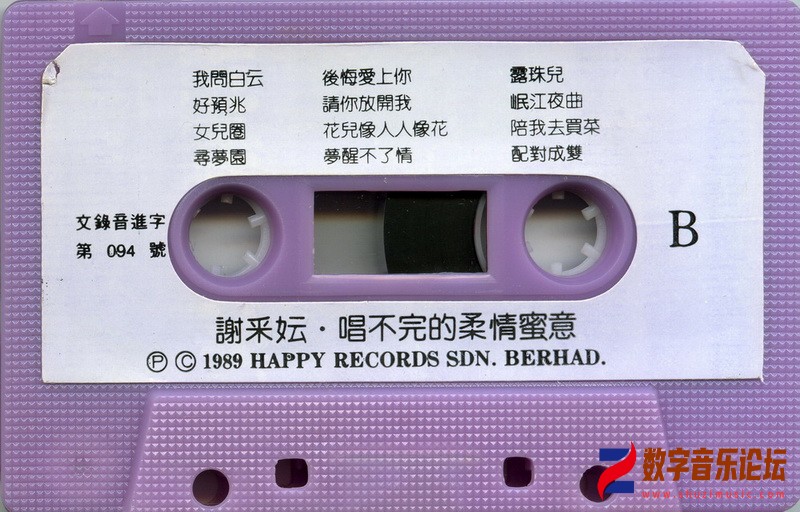 我問白云 後悔愛上你 露珠兒
好預兆 請你放開我 岷江夜曲
女兒圈 花兒像人人像花 陪我去買菜
尋夢園 夢醒不了情 配對成雙
文錄音進字
第 094 號
B
謝采妘·唱不完的柔情蜜意
Ⓟ Ⓒ 1989 HAPPY RECORDS SDN. BERHAD.
数字音乐论坛